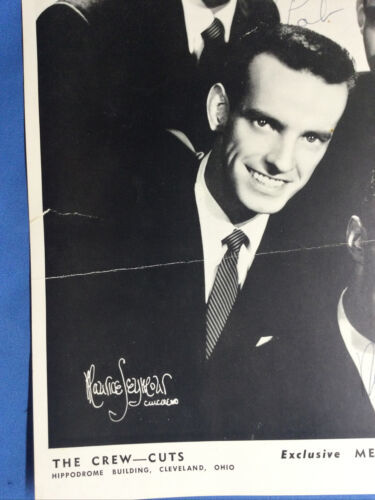 Maurice Seymour
Chicago
THE CREW—CUTS
Exclusive ME
HIPPODROME BUILDING, CLEVELAND, OHIO